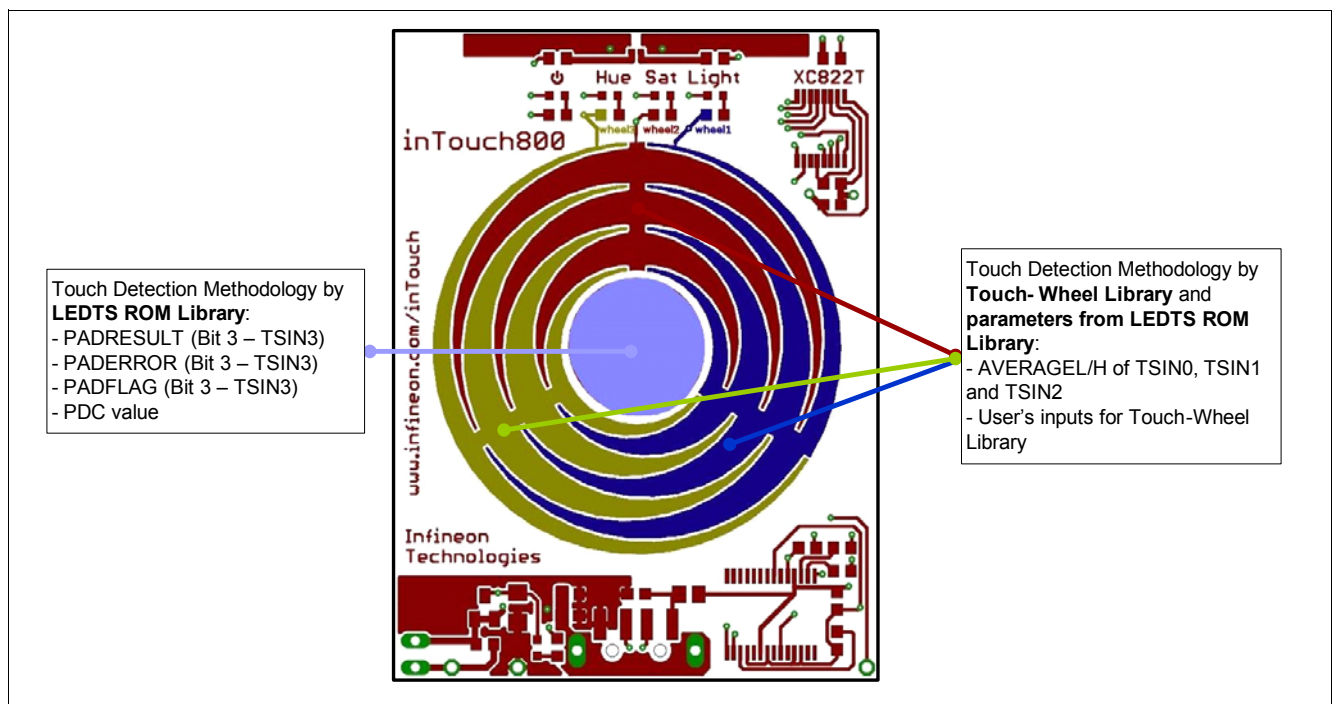 Hue Sat Light XC822T
wheel3 wheel2 wheel1
inTouch800
www.infineon.com/inTouch
Touch Detection Methodology by
LEDTS ROM Library:
- PADRESULT (Bit 3 – TSIN3)
- PADERROR (Bit 3 – TSIN3)
- PADFLAG (Bit 3 – TSIN3)
- PDC value
Touch Detection Methodology by
Touch- Wheel Library and
parameters from LEDTS ROM
Library:
- AVERAGEL/H of TSIN0, TSIN1
and TSIN2
- User's inputs for Touch-Wheel
Library
Infineon
Technologies